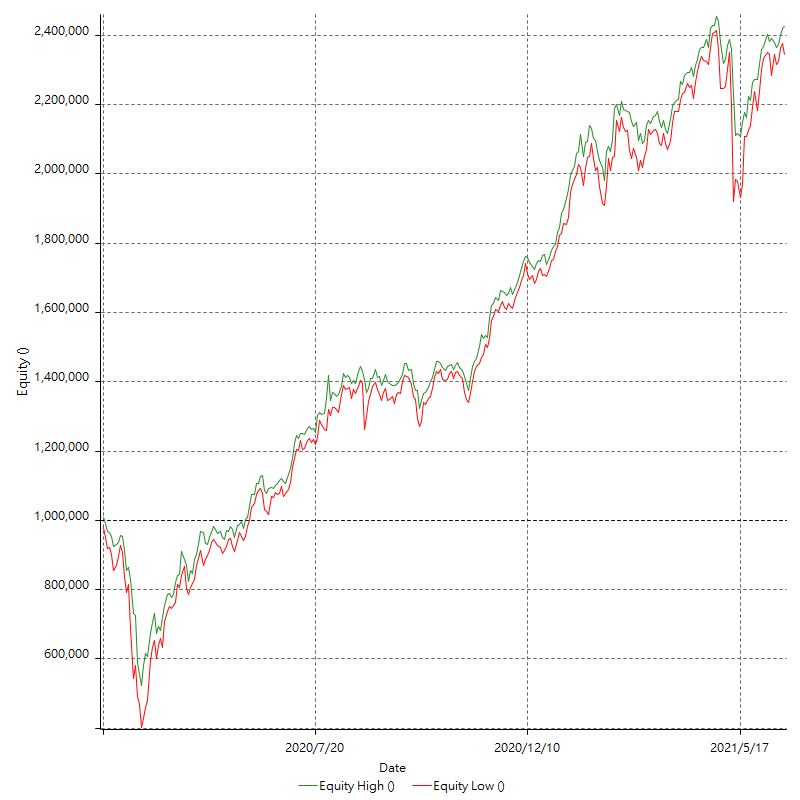 2,400,000
2,200,000
2,000,000
1,800,000
1,600,000
1,400,000
1,200,000
1,000,000
800,000
600,000
Equity ()
2020/7/20 2020/12/10 2021/5/17
Date
Equity High () Equity Low ()